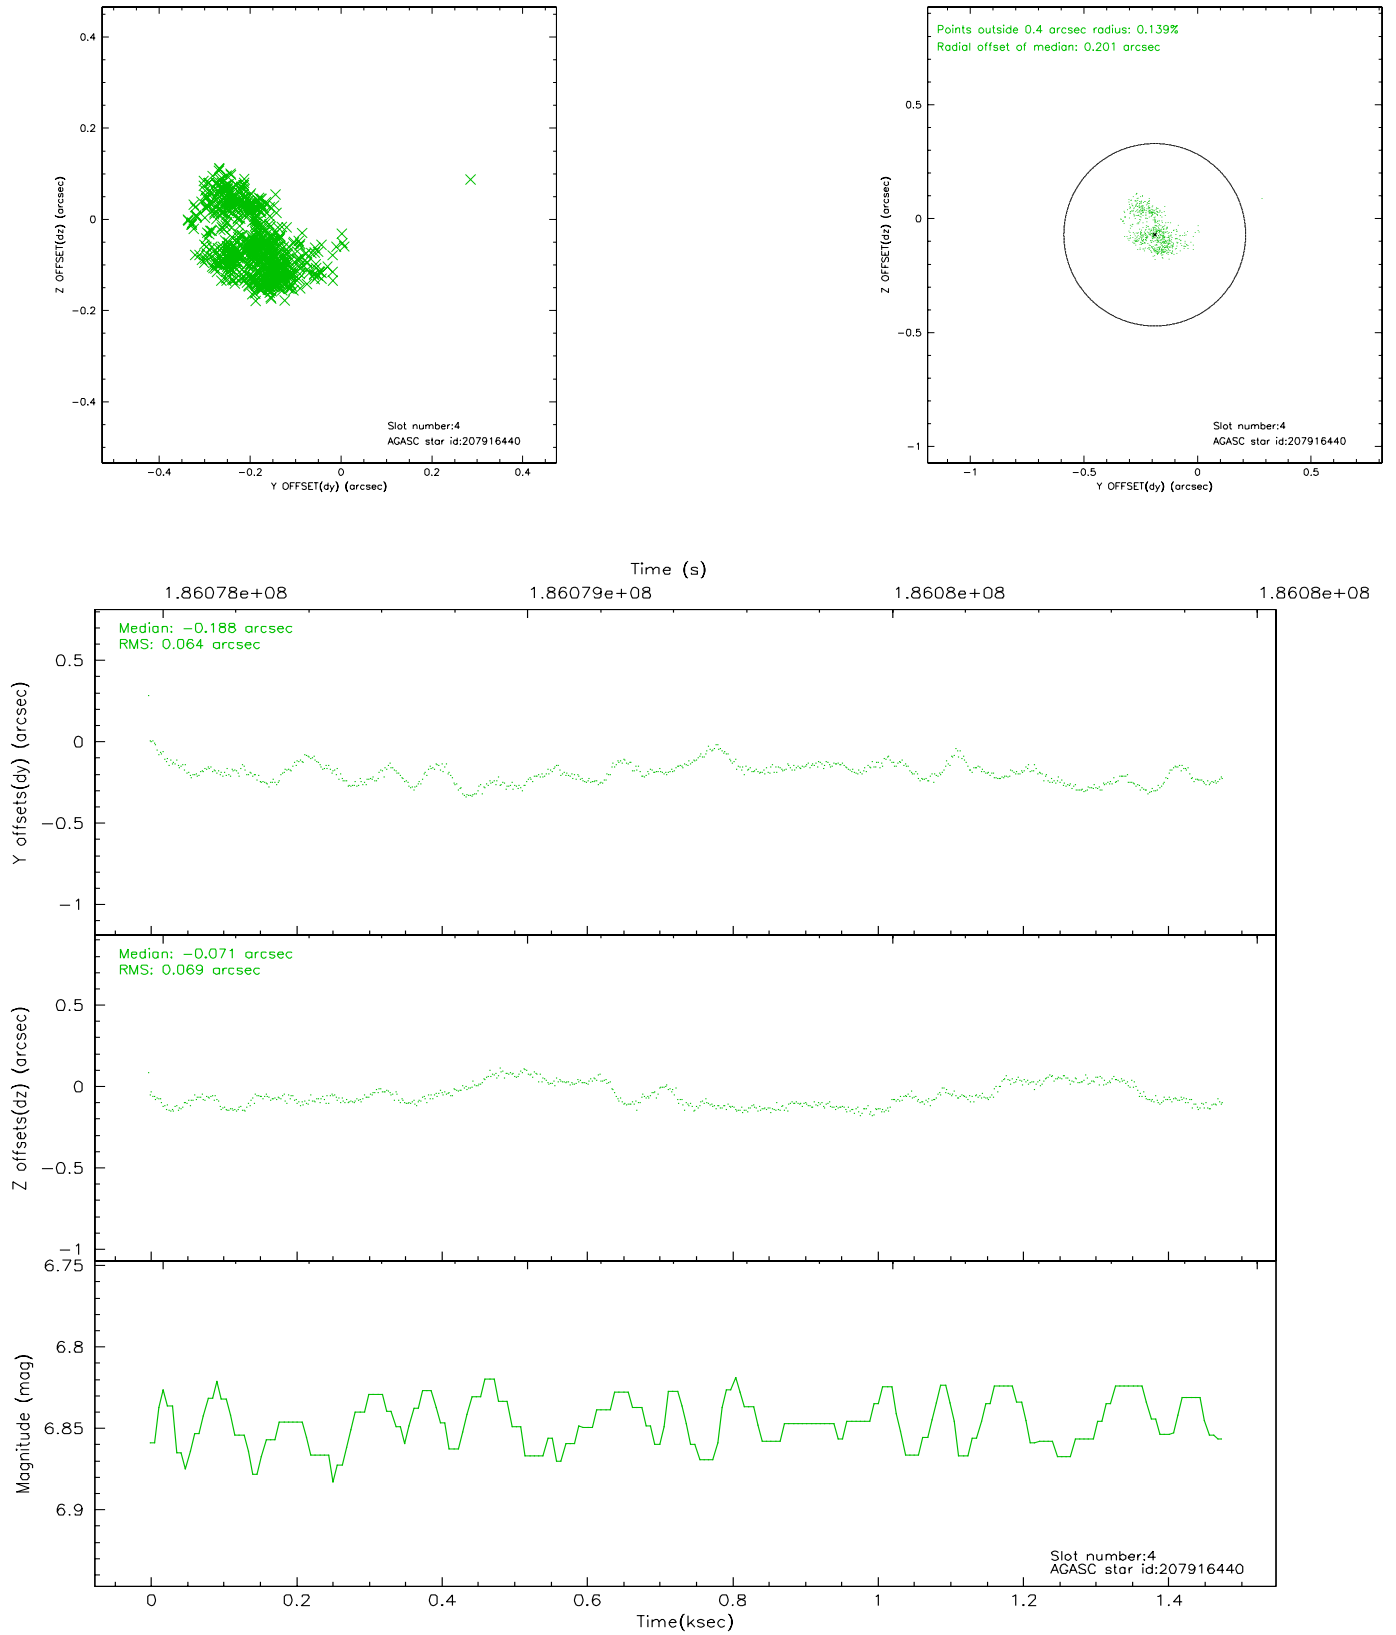 0.4
0.2
0
-0.2
-0.4
Z OFFSET(dz) (arcsec)
-0.4 -0.2 0 0.2 0.4
Y OFFSET(dy) (arcsec)
Slot number:4
AGASC star id:207916440
Points outside 0.4 arcsec radius: 0.139%
Radial offset of median: 0.201 arcsec
0.5
0
-0.5
-1
Z OFFSET(dz) (arcsec)
-1 -0.5 0 0.5
Y OFFSET(dy) (arcsec)
Slot number:4
AGASC star id:207916440
Time (s)
1.86078e+08 1.86079e+08 1.8608e+08 1.8608e+08
Median: -0.188 arcsec
RMS: 0.064 arcsec
0.5
0
-0.5
-1
Y offsets(dy) (arcsec)
Median: -0.071 arcsec
RMS: 0.069 arcsec
0.5
0
-0.5
-1
Z offsets(dz) (arcsec)
6.75
6.8
6.85
6.9
Magnitude (mag)
Slot number:4
AGASC star id:207916440
0 0.2 0.4 0.6 0.8 1 1.2 1.4
Time(ksec)